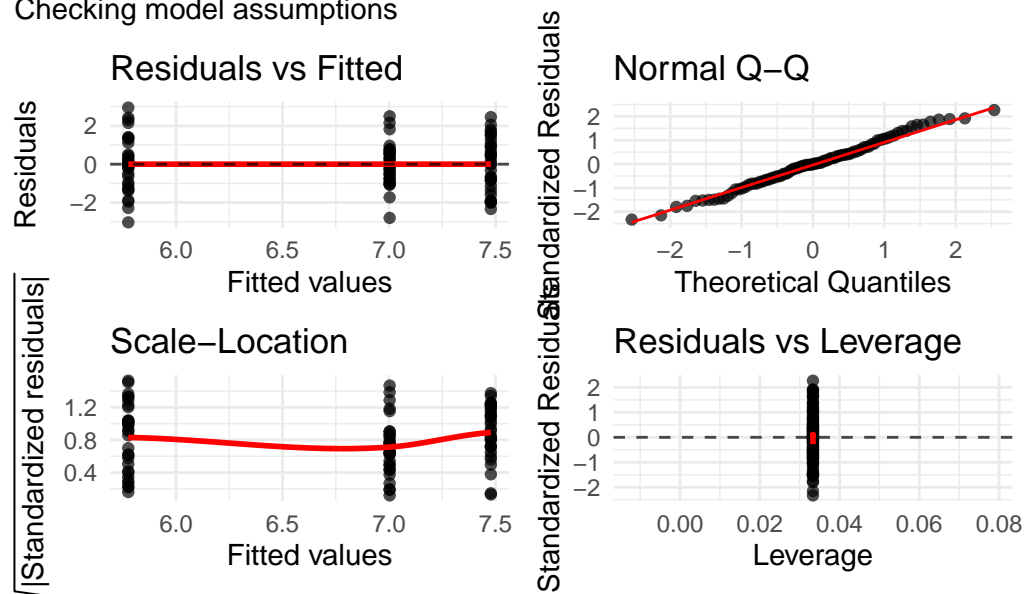 Checking model assumptions
Residuals vs Fitted
Residuals
2
0
−2
6.0 6.5 7.0 7.5
Fitted values
Normal Q−Q
Standardized Residuals
2
1
0
−1
−2
−2 −1 0 1 2
Theoretical Quantiles
Scale−Location
√|Standardized residuals|
1.2
0.8
0.4
6.0 6.5 7.0 7.5
Fitted values
Residuals vs Leverage
Standardized Residuals
2
1
0
−1
−2
0.00 0.02 0.04 0.06 0.08
Leverage